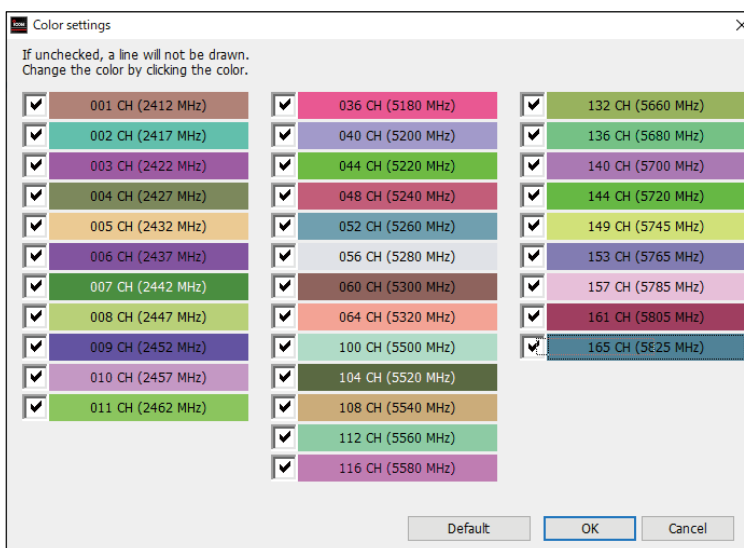 icom
Color settings
If unchecked, a line will not be drawn.
Change the color by clicking the color.
001 CH (2412 MHz)
002 CH (2417 MHz)
003 CH (2422 MHz)
004 CH (2427 MHz)
005 CH (2432 MHz)
006 CH (2437 MHz)
007 CH (2442 MHz)
008 CH (2447 MHz)
009 CH (2452 MHz)
010 CH (2457 MHz)
011 CH (2462 MHz)
036 CH (5180 MHz)
040 CH (5200 MHz)
044 CH (5220 MHz)
048 CH (5240 MHz)
052 CH (5260 MHz)
056 CH (5280 MHz)
060 CH (5300 MHz)
064 CH (5320 MHz)
100 CH (5500 MHz)
104 CH (5520 MHz)
108 CH (5540 MHz)
112 CH (5560 MHz)
116 CH (5580 MHz)
132 CH (5660 MHz)
136 CH (5680 MHz)
140 CH (5700 MHz)
144 CH (5720 MHz)
149 CH (5745 MHz)
153 CH (5765 MHz)
157 CH (5785 MHz)
161 CH (5805 MHz)
165 CH (5825 MHz)
Default
OK
Cancel